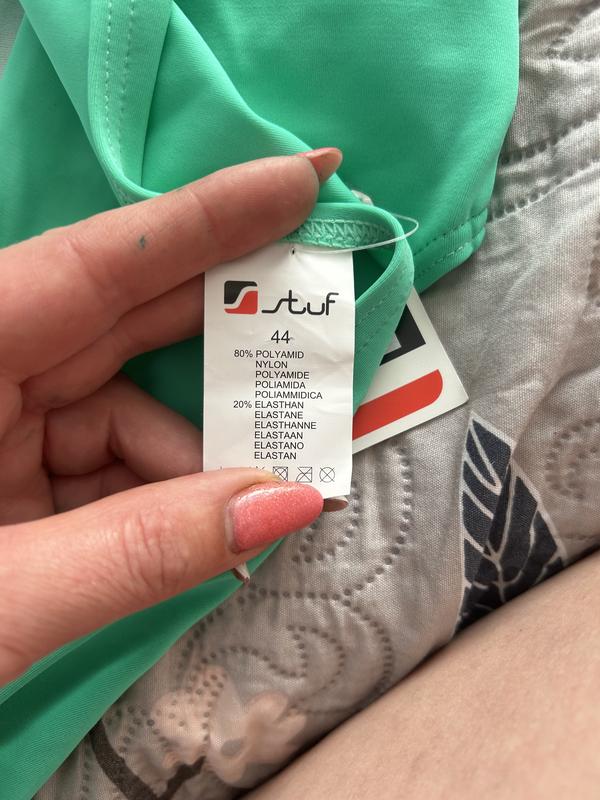 stuf
44
80% POLYAMID
NYLON
POLYAMIDE
POLIAMIDA
POLIAMMIDICA
20% ELASTHAN
ELASTANE
ELASTHANNE
ELASTAAN
ELASTANO
ELASTAN